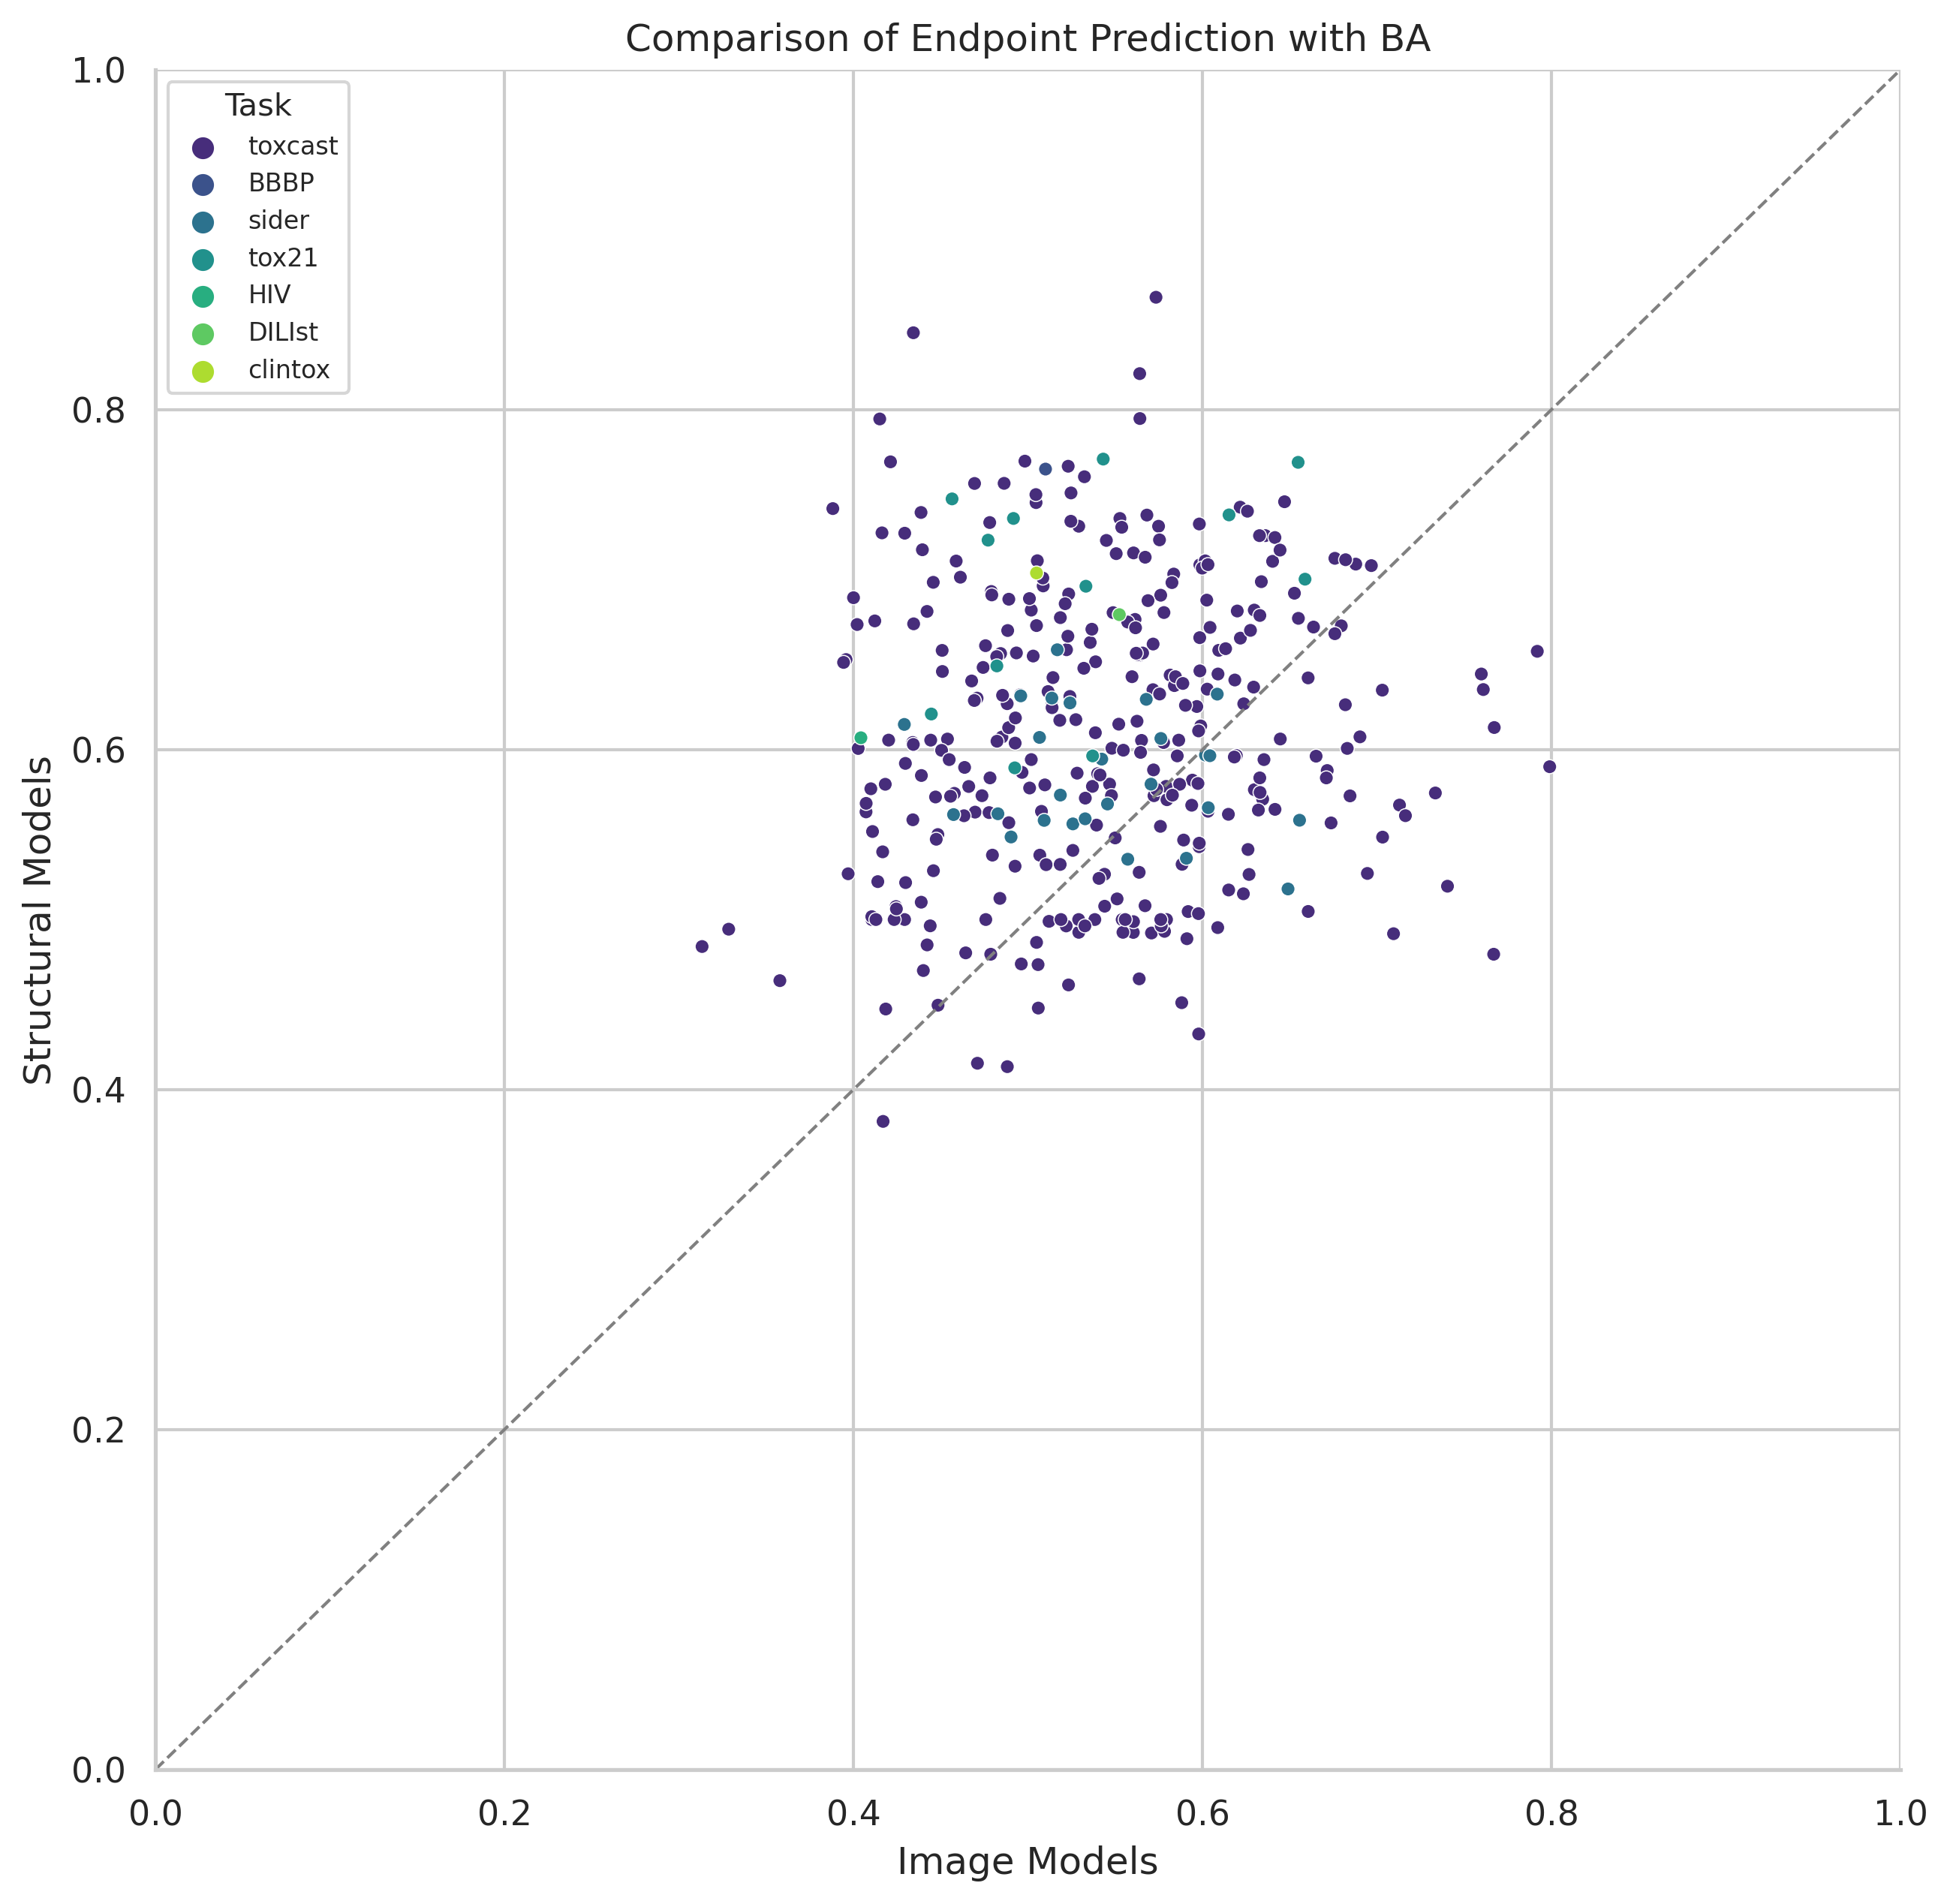 Comparison of Endpoint Prediction with BA
1.0
0.8
0.6
0.4
0.2
0.0
Structural Models
Task
toxcast
BBBP
sider
tox21
HIV
DILIst
clintox
0.0 0.2 0.4 0.6 0.8 1.0
Image Models